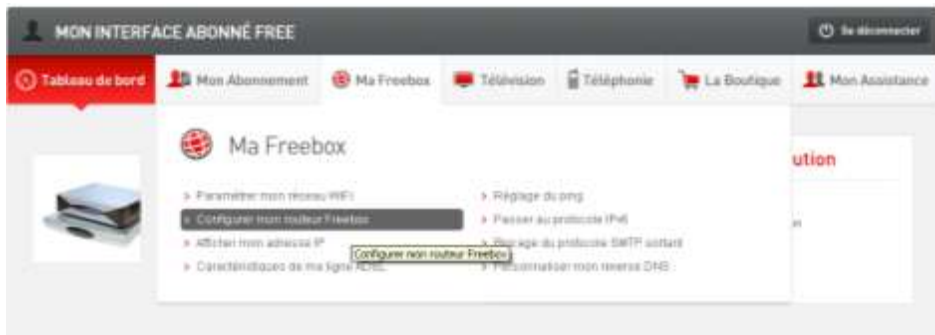 MON INTERFACE ABONNÉ FREE
Se déconnecter
Tableau de bord
Mon Abonnement
Ma Freebox
Télévision
Téléphonie
La Boutique
Mon Assistance
Ma Freebox
ution
Paramétrer mon réseau WiFi
Réglage du ping
Configurer mon routeur Freebox
Passer au protocole IPv6
Afficher mon adresse IP
Configurer mon routeur Freebox
du protocole SMTP sortant
Caractéristiques de ma ligne ADSL
Personnaliser mon reverse DNS